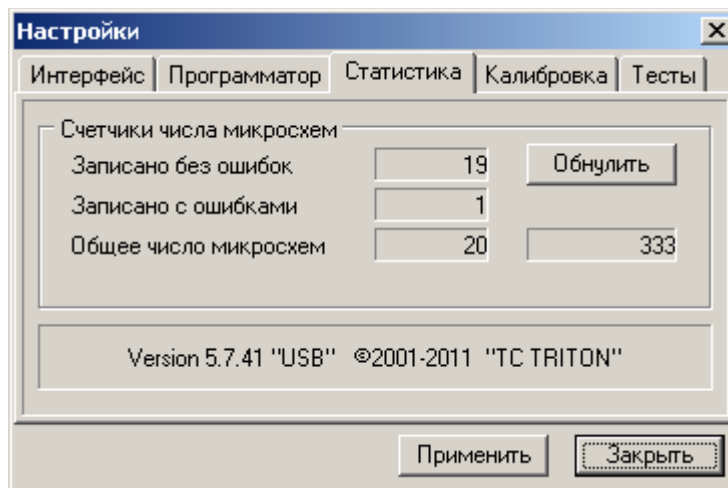 Настройки
Интерфейс Программатор Статистика Калибровка Тесты
Счетчики числа микросхем
Записано без ошибок 19 Обнулить
Записано с ошибками 1
Общее число микросхем 20 333
Version 5.7.41 "USB" ©2001-2011 "TC TRITON"
Применить Закрыть